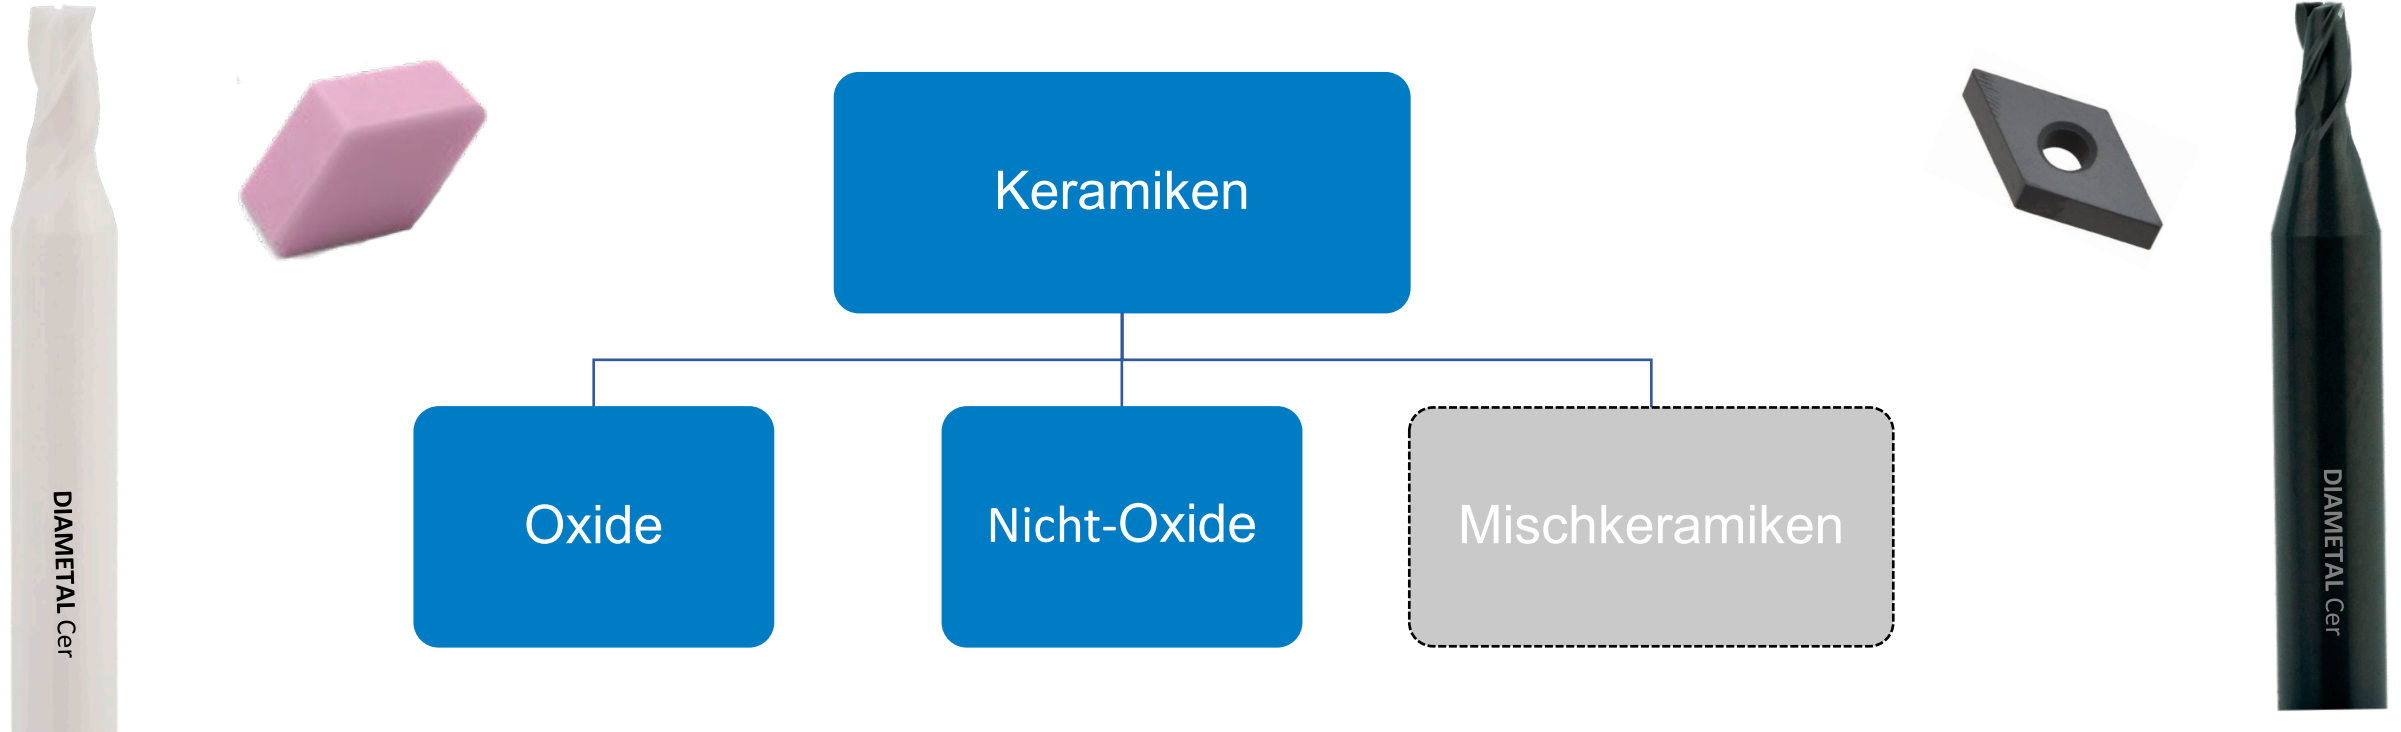 Keramiken
Oxide
Nicht-Oxide
Mischkeramiken
DIAMETAL Cer
DIAMETAL Cer